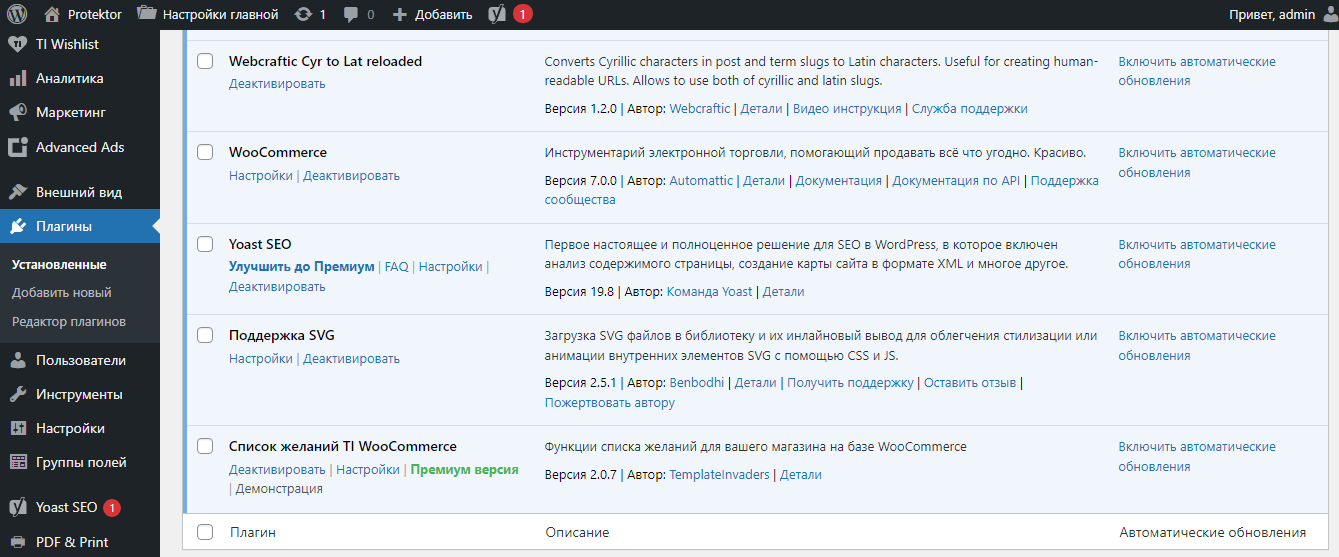 Protektor Настройки главной 1 0 Добавить 1 Привет, admin
TI Wishlist
Аналитика
Маркетинг
Advanced Ads
Внешний вид
Плагины
Установленные
Добавить новый
Редактор плагинов
Пользователи
Инструменты
Настройки
Группы полей
Yoast SEO 1
PDF & Print
Webcraftic Cyr to Lat reloaded
Деактивировать
Converts Cyrillic characters in post and term slugs to Latin characters. Useful for creating human-
readable URLs. Allows to use both of cyrillic and latin slugs.
Версия 1.2.0 | Автор: Webcraftic | Детали | Видео инструкция | Служба поддержки
Включить автоматические
обновления
WooCommerce
Настройки | Деактивировать
Инструментарий электронной торговли, помогающий продавать всё что угодно. Красиво.
Версия 7.0.0 | Автор: Automattic | Детали | Документация | Документация по API | Поддержка
сообщества
Включить автоматические
обновления
Yoast SEO
Улучшить до Премиум | FAQ | Настройки |
Деактивировать
Первое настоящее и полноценное решение для SEO в WordPress, в которое включен
анализ содержимого страницы, создание карты сайта в формате XML и многое другое.
Версия 19.8 | Автор: Команда Yoast | Детали
Включить автоматические
обновления
Поддержка SVG
Настройки | Деактивировать
Загрузка SVG файлов в библиотеку и их инлайновый вывод для облегчения стилизации или
анимации внутренних элементов SVG с помощью CSS и JS.
Версия 2.5.1 | Автор: Benbodhi | Детали | Получить поддержку | Оставить отзыв |
Пожертвовать автору
Включить автоматические
обновления
Список желаний TI WooCommerce
Деактивировать | Настройки | Премиум версия
| Демонстрация
Функции списка желаний для вашего магазина на базе WooCommerce
Версия 2.0.7 | Автор: TemplateInvaders | Детали
Включить автоматические
обновления
Плагин Описание Автоматические обновления